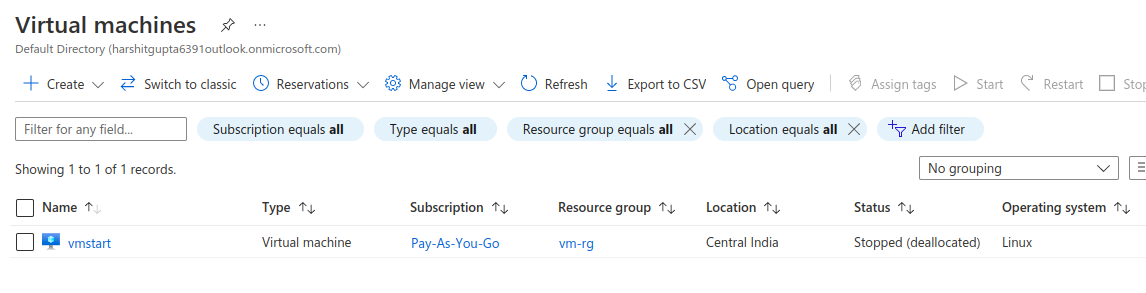 Virtual machines ...
Default Directory (harshitgupta6391outlook.onmicrosoft.com)
+ Create Switch to classic Reservations Manage view Refresh Export to CSV Open query Assign tags Start Restart Stop
Filter for any field... Subscription equals all Type equals all Resource group equals all Location equals all Add filter
Showing 1 to 1 of 1 records. No grouping
Name Type Subscription Resource group Location Status Operating system
vmstart Virtual machine Pay-As-You-Go vm-rg Central India Stopped (deallocated) Linux